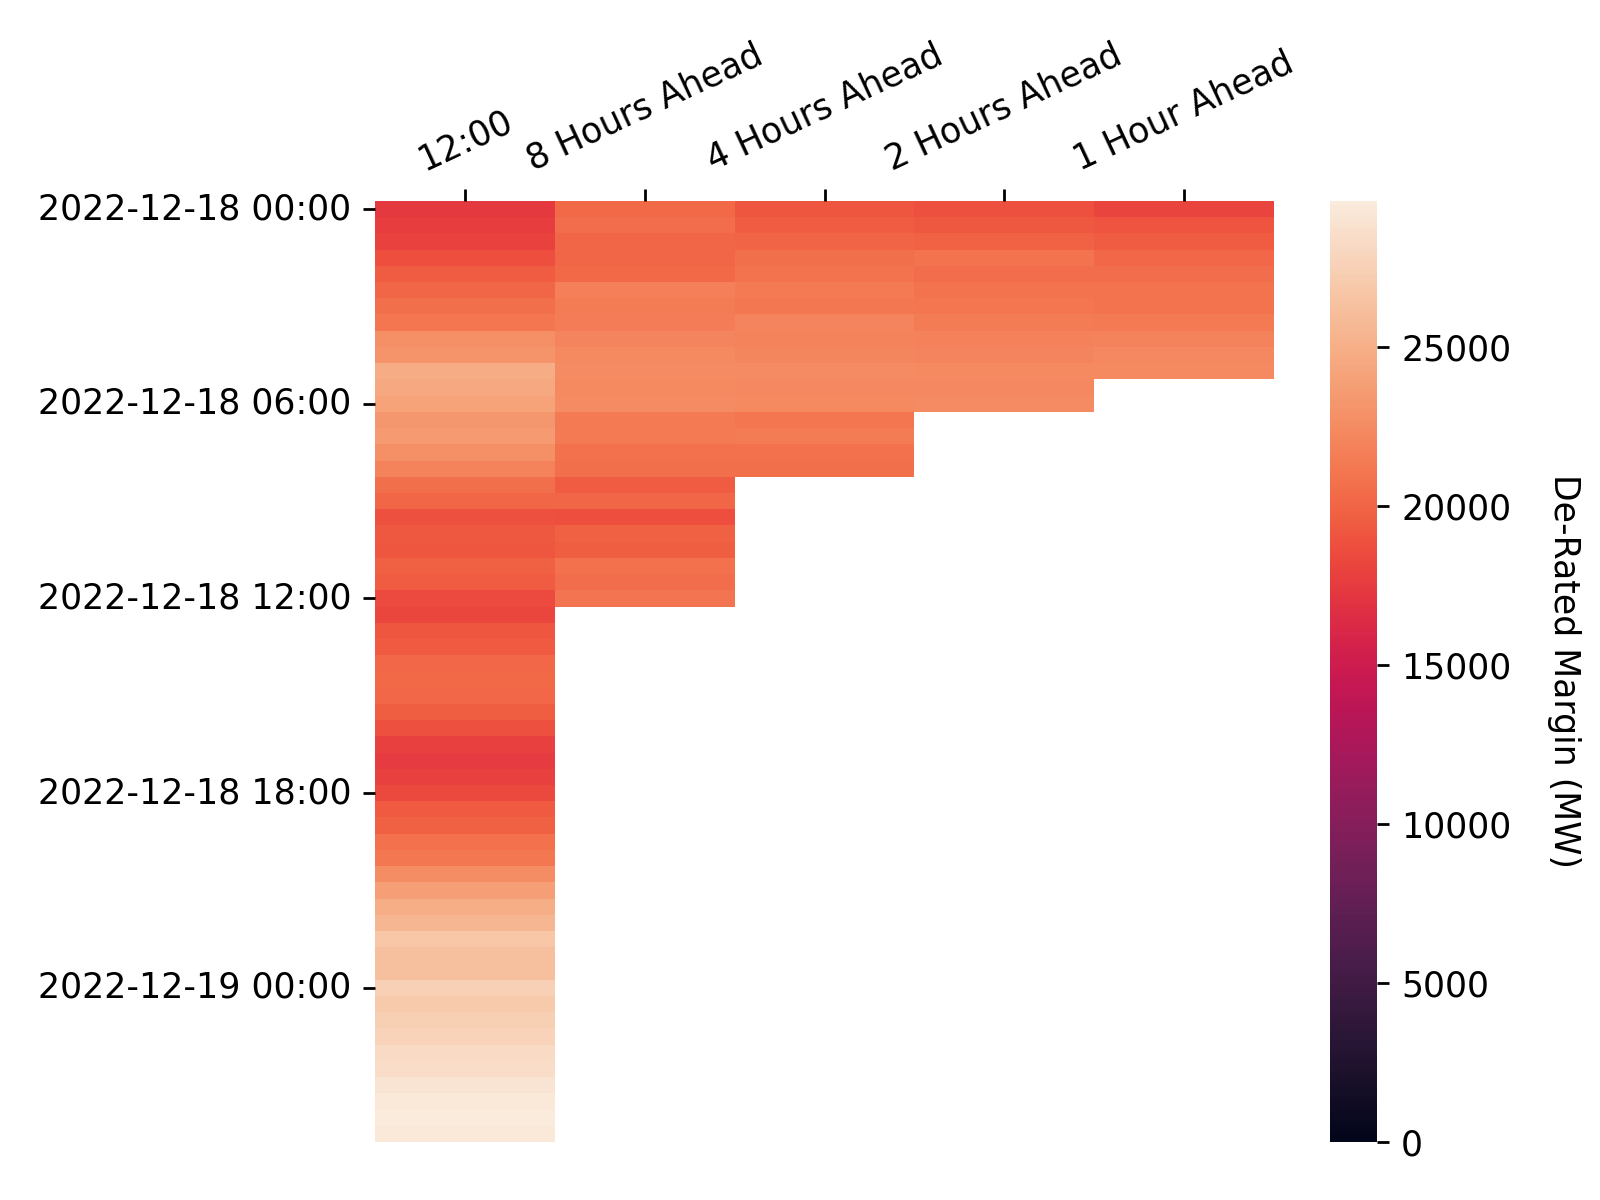 12:00
8 Hours Ahead
4 Hours Ahead
2 Hours Ahead
1 Hour Ahead
2022-12-18 00:00
2022-12-18 06:00
2022-12-18 12:00
2022-12-18 18:00
2022-12-19 00:00
25000
20000
15000
10000
5000
0
De-Rated Margin (MW)